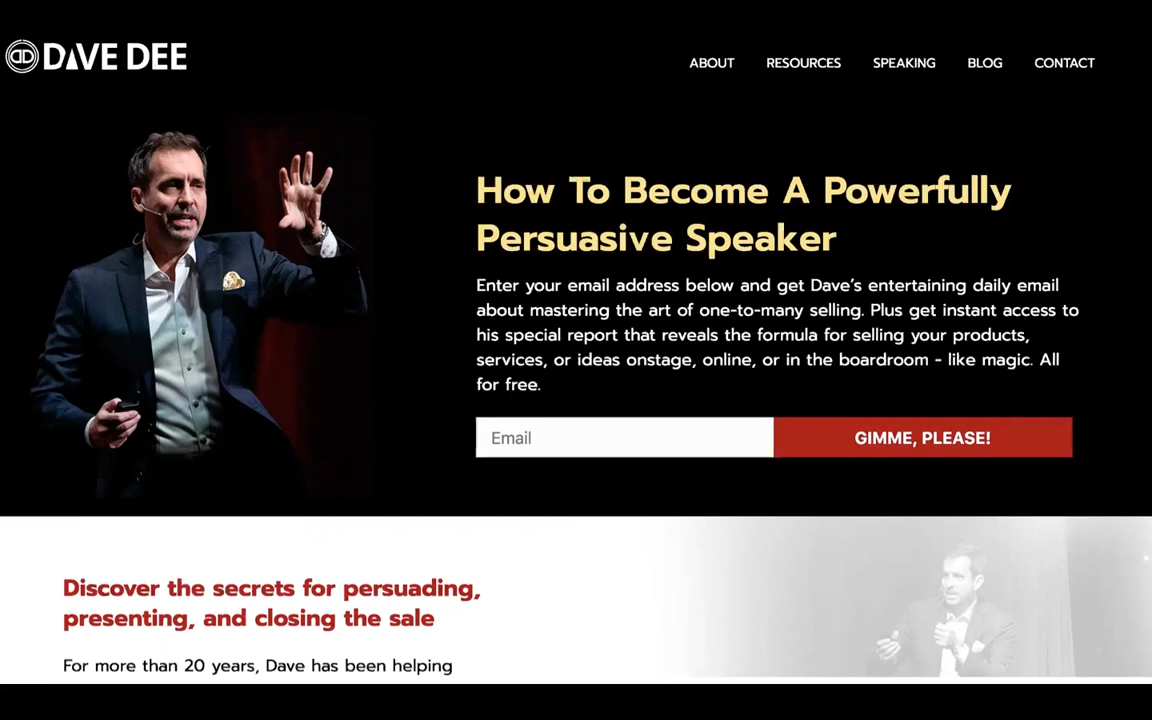 DAVE DEE
ABOUT RESOURCES SPEAKING BLOG CONTACT
How To Become A Powerfully
Persuasive Speaker
Enter your email address below and get Dave's entertaining daily email
about mastering the art of one-to-many selling. Plus get instant access to
his special report that reveals the formula for selling your products,
services, or ideas onstage, online, or in the boardroom - like magic. All
for free.
Email GIMME, PLEASE!
Discover the secrets for persuading,
presenting, and closing the sale
For more than 20 years, Dave has been helping